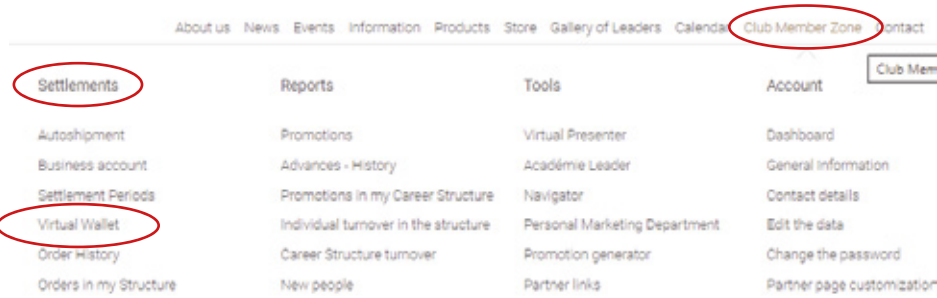 About us News Events Information Products Store Gallery of Leaders Calendar Club Member Zone Contact
Club Mem
Settlements Reports Tools Account
Autoshipment Promotions Virtual Presenter Dashboard
Business account Advances - History Académie Leader General Information
Settlement Periods Promotions in my Career Structure Navigator Contact details
Virtual Wallet Individual turnover in the structure Personal Marketing Department Edit the data
Order History Career Structure turnover Promotion generator Change the password
Orders in my Structure New people Partner links Partner page customization